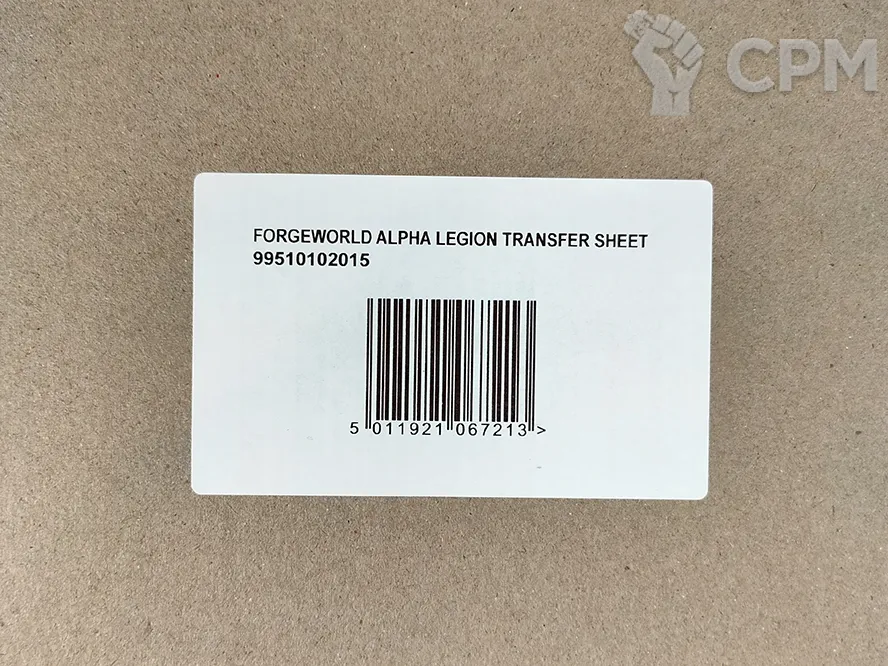 CPM
FORGEWORLD ALPHA LEGION TRANSFER SHEET
99510102015
5 011921 067213 >